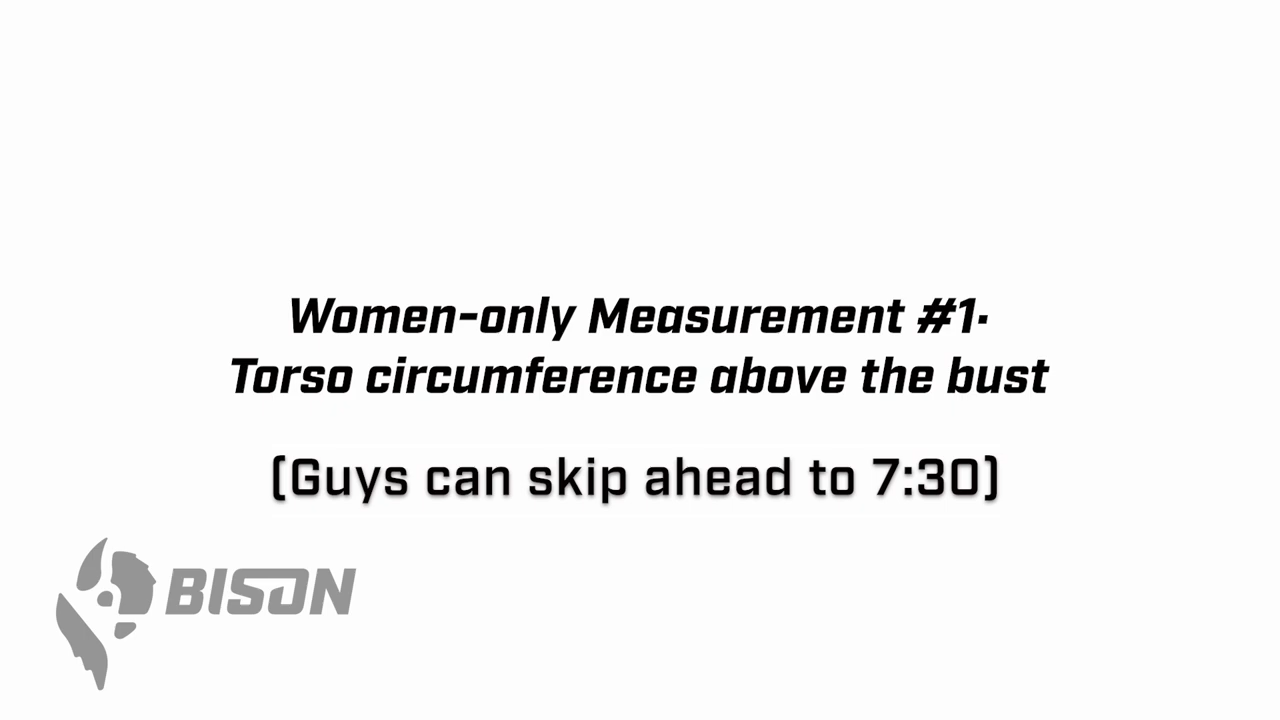 Women-only Measurement #1·
Torso circumference above the bust
(Guys can skip ahead to 7:30)
BISON